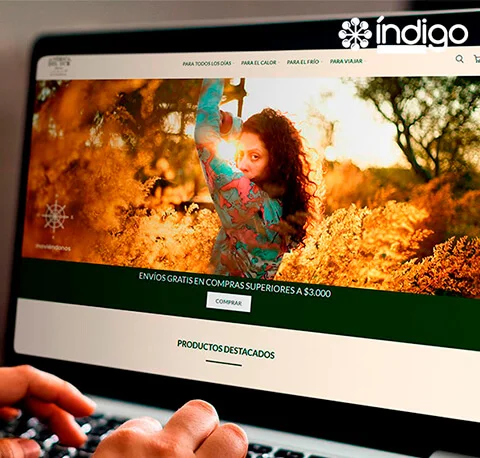 índigo
PARA TODOS LOS DÍAS PARA EL CALOR PARA EL FRÍO PARA VIAJAR
moviéndonos
ENVÍOS GRATIS EN COMPRAS SUPERIORES A $3.000
COMPRAR
PRODUCTOS DESTACADOS